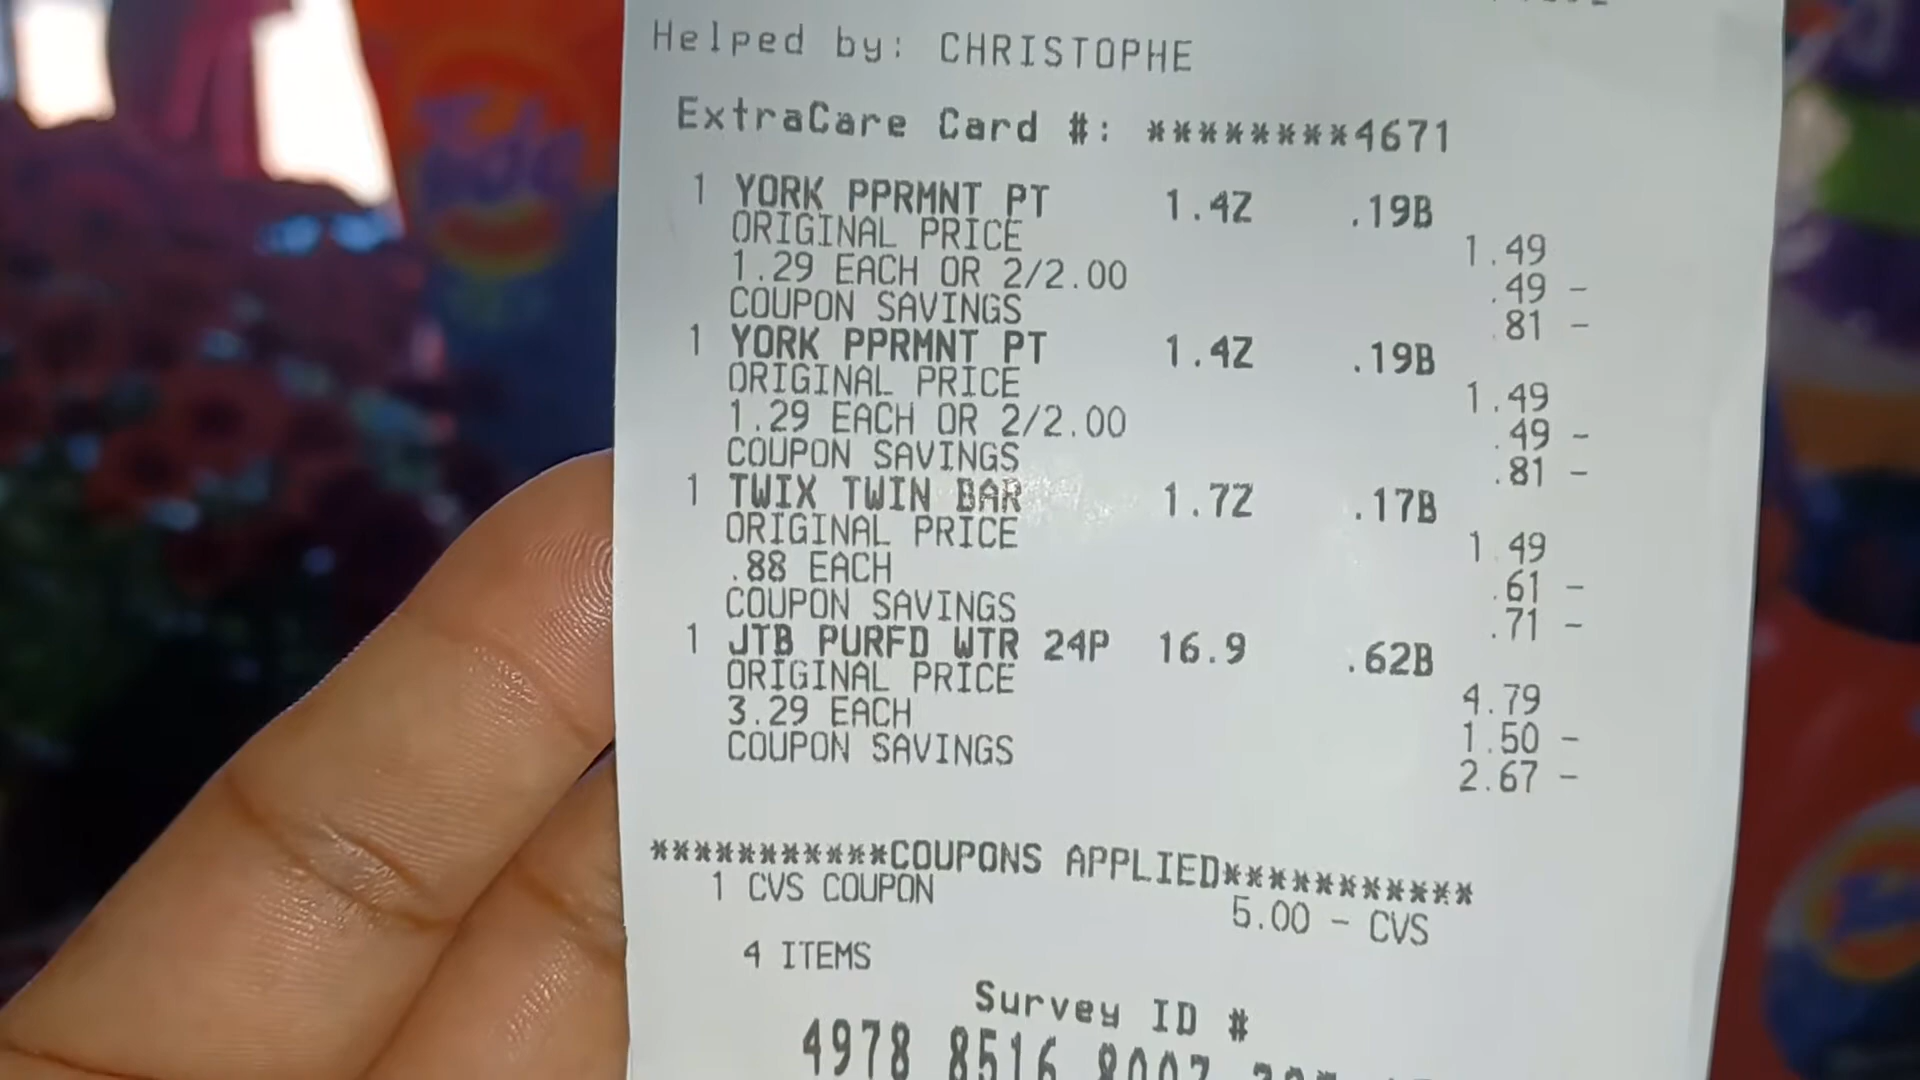 Helped by: CHRISTOPHE
ExtraCare Card #: ********4671
1 YORK PPRMNT PT 1.4Z .19B
ORIGINAL PRICE 1.49
1.29 EACH OR 2/2.00 .49 -
COUPON SAVINGS .81 -
1 YORK PPRMNT PT 1.4Z .19B
ORIGINAL PRICE 1.49
1.29 EACH OR 2/2.00 .49 -
COUPON SAVINGS .81 -
1 TWIX TWIN BAR 1.7Z .17B
ORIGINAL PRICE 1.49
.88 EACH .61 -
COUPON SAVINGS .71 -
1 JTB PURFD WTR 24P 16.9 .62B
ORIGINAL PRICE 4.79
3.29 EACH 1.50 -
COUPON SAVINGS 2.67 -
***********COUPONS APPLIED***********
1 CVS COUPON 5.00 - CVS
4 ITEMS
Survey ID #
4978 8516